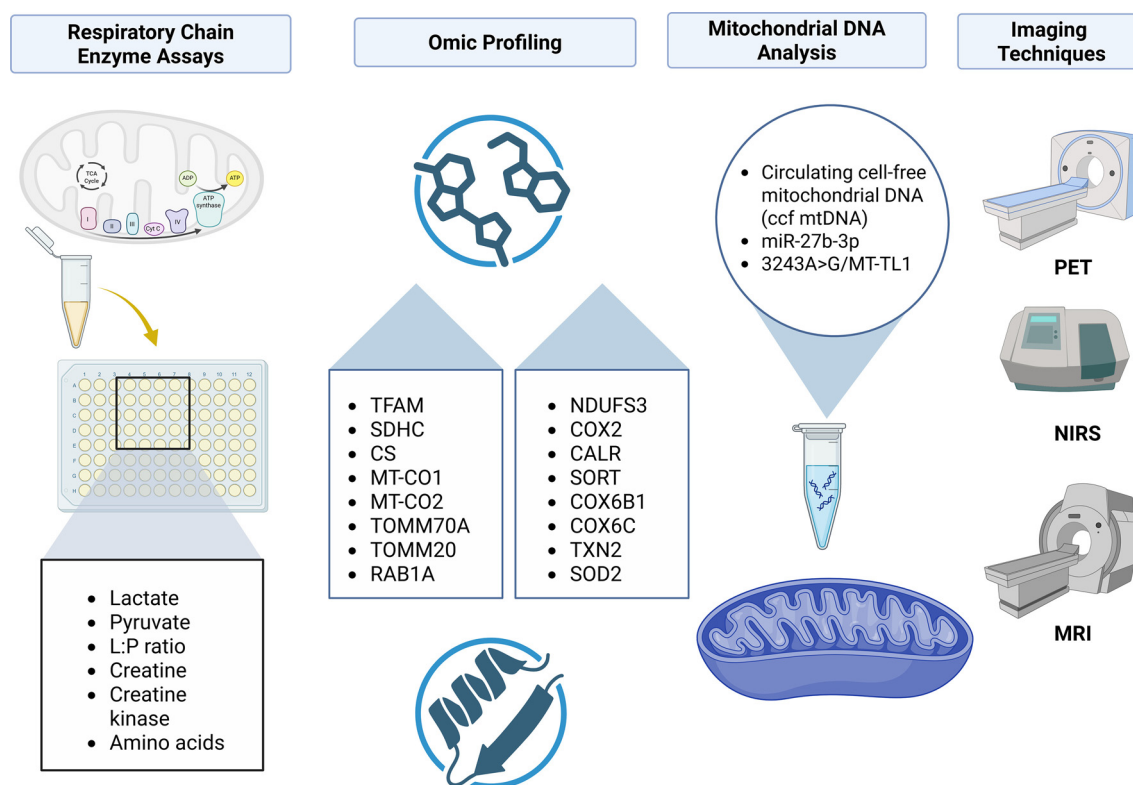 Respiratory Chain
Enzyme Assays
TCA
Cycle
ADP
ATP
ATP
synthase
I
II
III
Cyt C
IV
1 2 3 4 5 6 7 8 9 10 11 12
A
B
C
D
E
F
G
H
• Lactate
• Pyruvate
• L:P ratio
• Creatine
• Creatine
kinase
• Amino acids
Omic Profiling
• TFAM
• SDHC
• CS
• MT-CO1
• MT-CO2
• TOMM70A
• TOMM20
• RAB1A
• NDUFS3
• COX2
• CALR
• SORT
• COX6B1
• COX6C
• TXN2
• SOD2
Mitochondrial DNA
Analysis
• Circulating cell-free
mitochondrial DNA
(ccf mtDNA)
• miR-27b-3p
• 3243A>G/MT-TL1
Imaging
Techniques
PET
NIRS
MRI